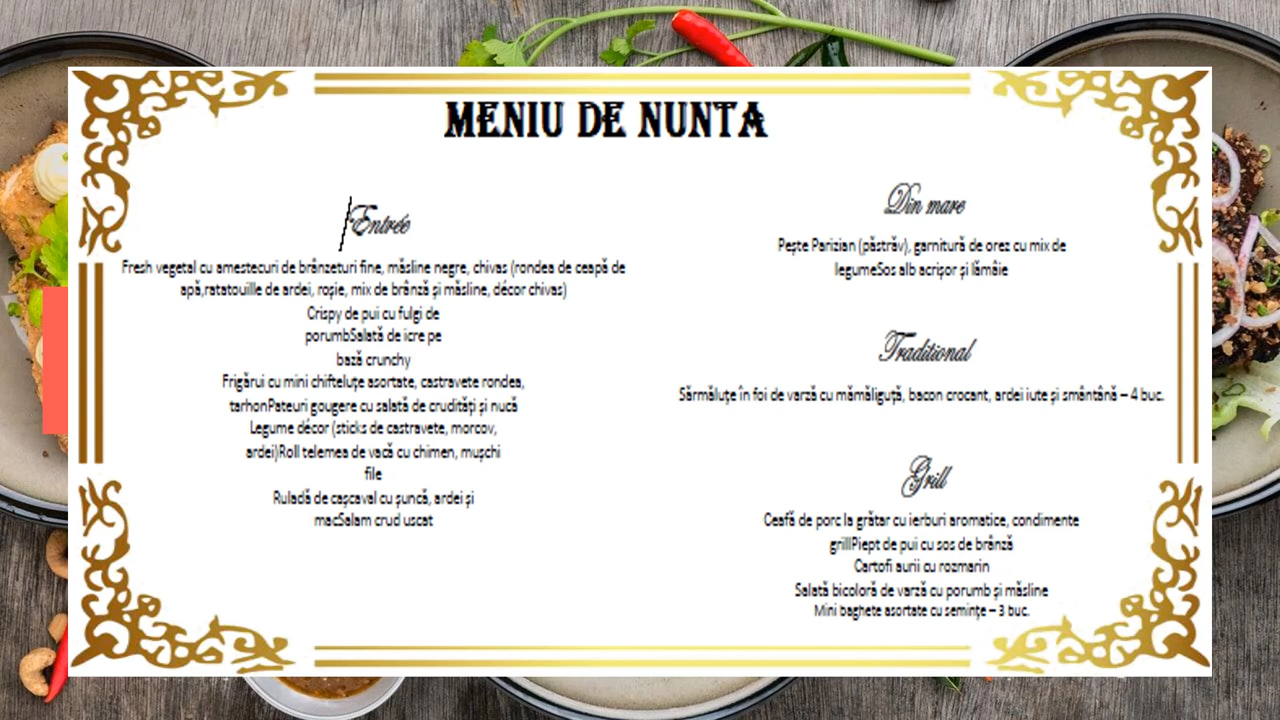 MENIU DE NUNTA
Entrée
Fresh vegetal cu amestecuri de brânzeturi fine, măsline negre, chivas (rondea de ceapă de
apă,ratatouille de ardei, roșie, mix de brânză și măsline, décor chivas)
Crispy de pui cu fulgi de
porumbSalată de icre pe
bază crunchy
Frigărui cu mini chifteluțe asortate, castravete rondea,
tarhonPateuri gougere cu salată de crudități și nucă
Legume décor (sticks de castravete, morcov,
ardei)Roll telemea de vacă cu chimen, mușchi
file
Ruladă de cașcaval cu șuncă, ardei și
macSalam crud uscat
Din mare
Pește Parizian (păstrăv), garnitură de orez cu mix de
legumeSos alb acrișor și lămâie
Traditional
Sărmăluțe în foi de varză cu mămăliguță, bacon crocant, ardei iute și smântână – 4 buc.
Grill
Ceafă de porc la grătar cu ierburi aromatice, condimente
grillPiept de pui cu sos de brânză
Cartofi aurii cu rozmarin
Salată bicoloră de varză cu porumb și măsline
Mini baghete asortate cu semințe – 3 buc.